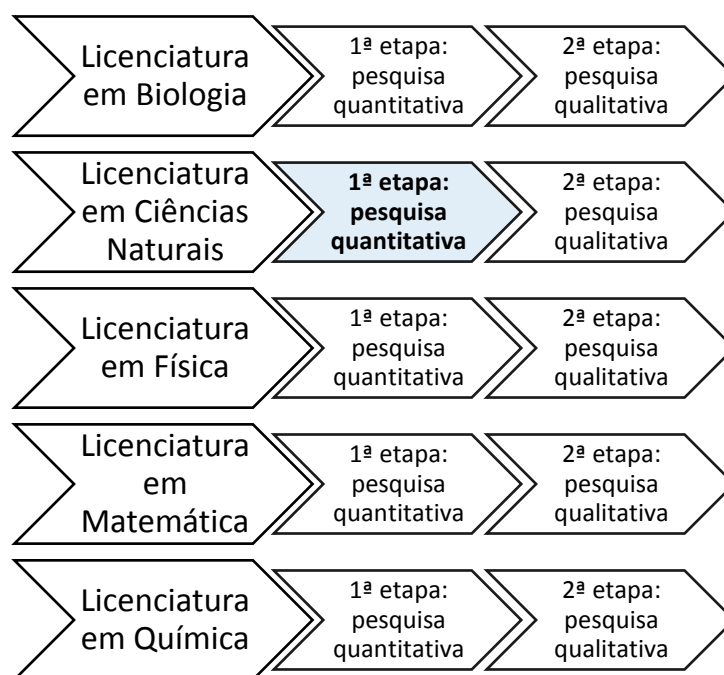 Licenciatura
em Biologia
1ª etapa:
pesquisa
quantitativa
2ª etapa:
pesquisa
qualitativa
Licenciatura
em Ciências
Naturais
1ª etapa:
pesquisa
quantitativa
2ª etapa:
pesquisa
qualitativa
Licenciatura
em Física
1ª etapa:
pesquisa
quantitativa
2ª etapa:
pesquisa
qualitativa
Licenciatura
em
Matemática
1ª etapa:
pesquisa
quantitativa
2ª etapa:
pesquisa
qualitativa
Licenciatura
em Química
1ª etapa:
pesquisa
quantitativa
2ª etapa:
pesquisa
qualitativa